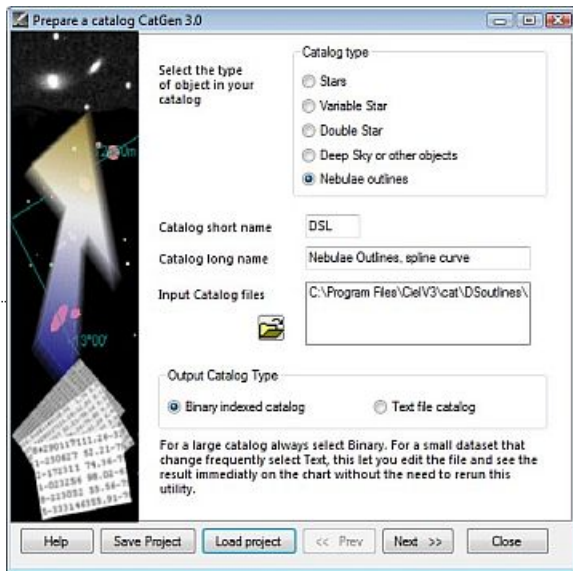 Prepare a catalog CatGen 3.0
Select the type
of object in your
catalog
Catalog type
Stars
Variable Star
Double Star
Deep Sky or other objects
Nebulae outlines
Catalog short name
DSL
Catalog long name
Nebulae Outlines, spline curve
Input Catalog files
C:\Program Files\CielV3\cat\DSoutlines\
Output Catalog Type
Binary indexed catalog
Text file catalog
For a large catalog always select Binary. For a small dataset that
change frequently select Text, this let you edit the file and see the
result immediatly on the chart without the need to rerun this
utility.
Help
Save Project
Load project
<< Prev
Next >>
Close
+13°00'